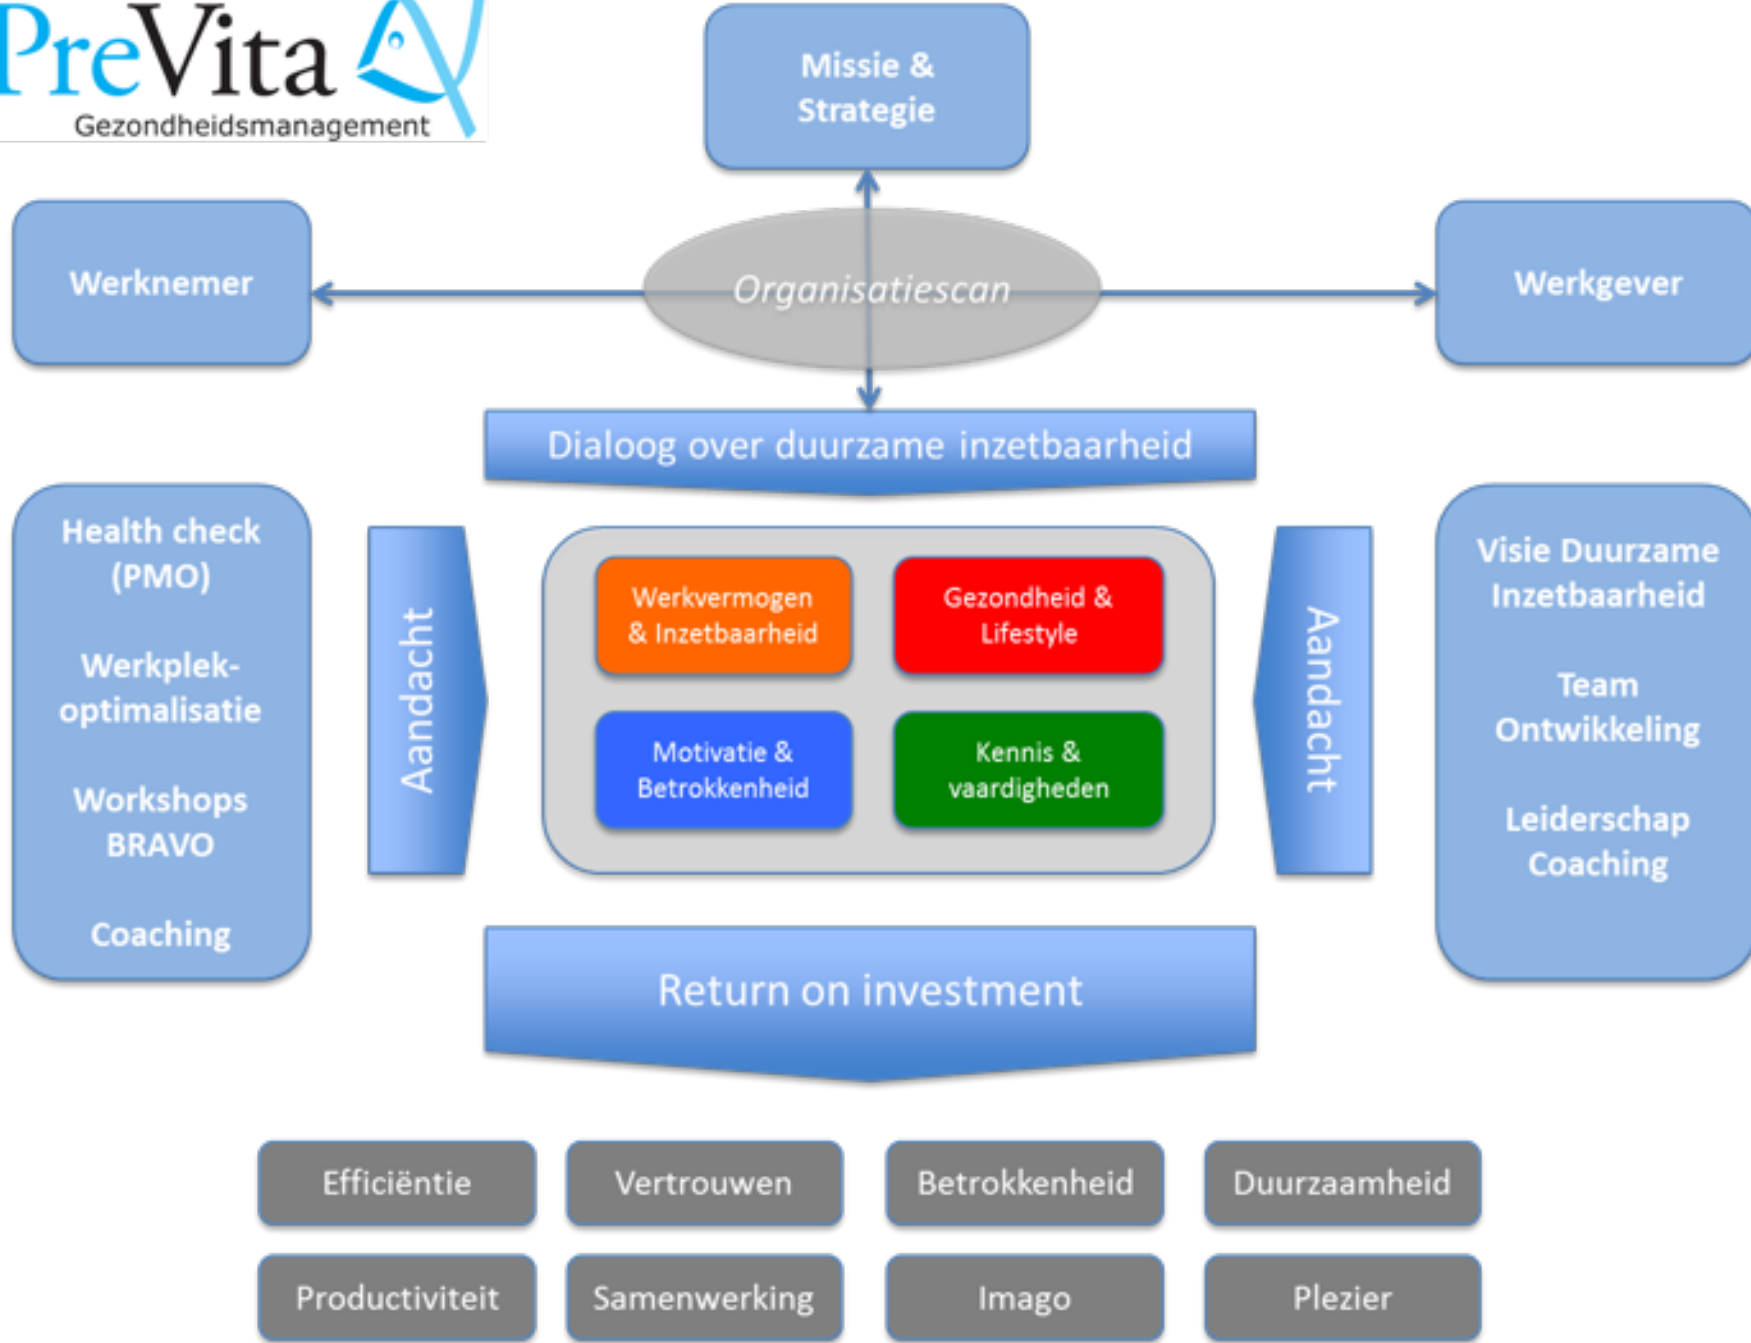 PreVita
Gezondheidsmanagement
Missie &
Strategie
Werknemer
Organisatiescan
Werkgever
Dialoog over duurzame inzetbaarheid
Health check
(PMO)
Werkplek-
optimalisatie
Workshops
BRAVO
Coaching
Aandacht
Werkvermogen
& Inzetbaarheid
Gezondheid &
Lifestyle
Motivatie &
Betrokkenheid
Kennis &
vaardigheden
Aandacht
Visie Duurzame
Inzetbaarheid
Team
Ontwikkeling
Leiderschap
Coaching
Return on investment
Efficiëntie
Vertrouwen
Betrokkenheid
Duurzaamheid
Productiviteit
Samenwerking
Imago
Plezier